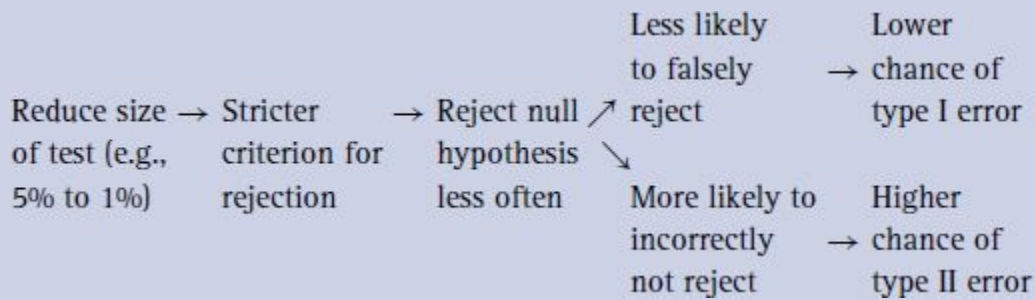 Less likely Lower
to falsely → chance of
Reduce size → Stricter → Reject null ↗ reject type I error
of test (e.g., criterion for hypothesis ↘
5% to 1%) rejection less often More likely to Higher
incorrectly → chance of
not reject type II error